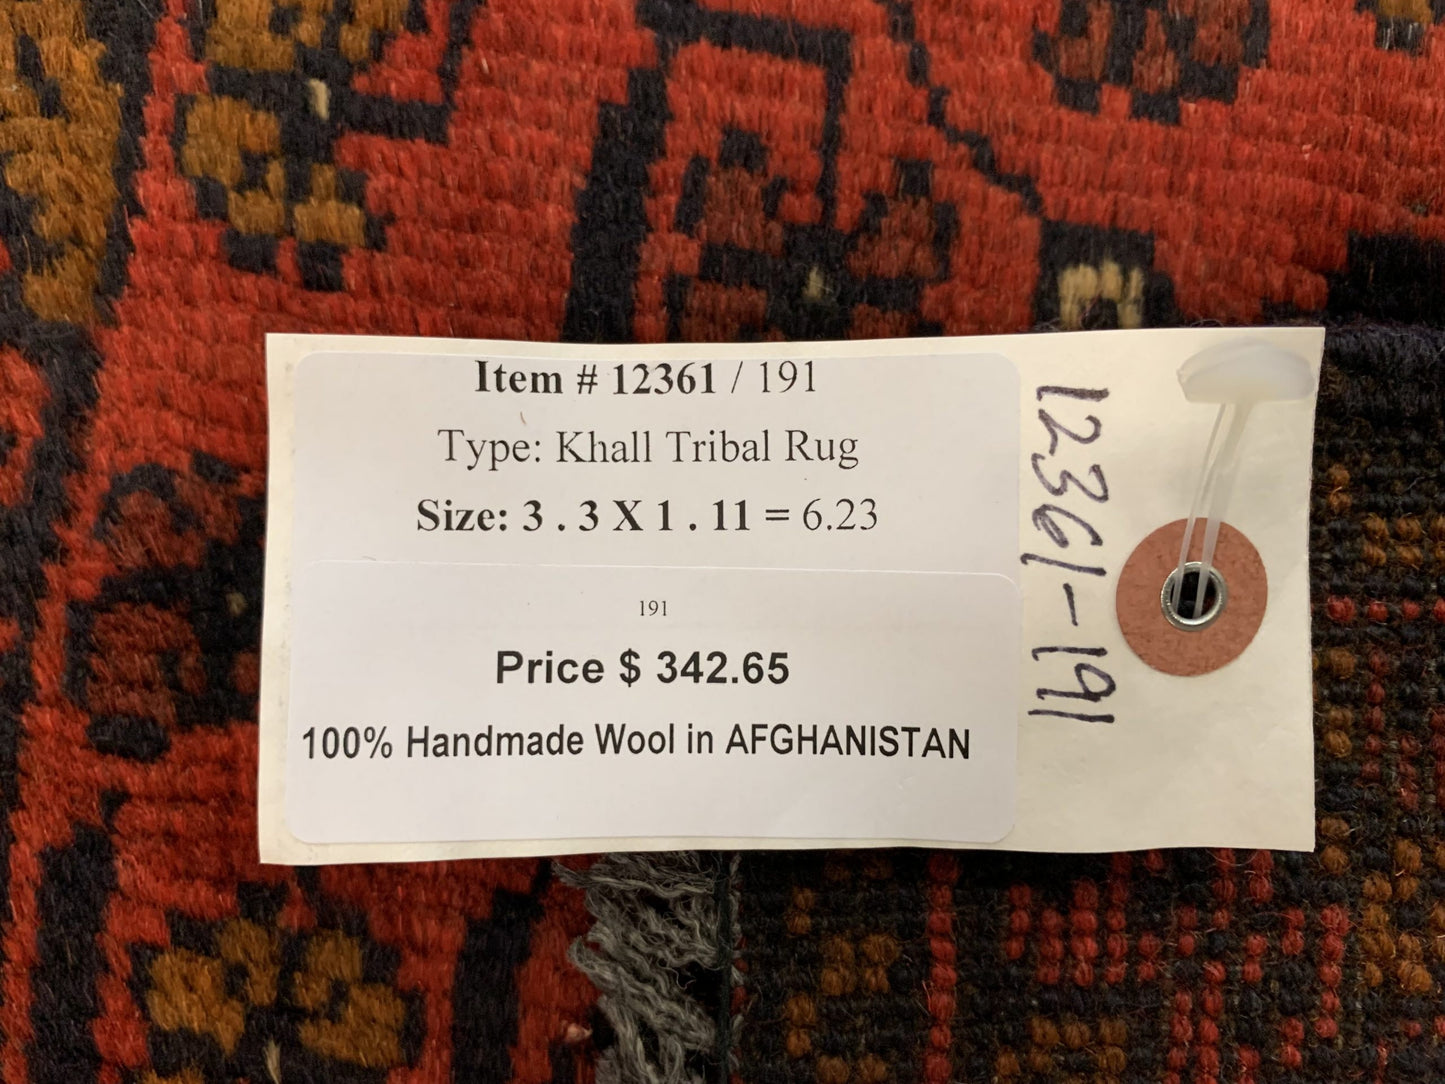 Item # 12361 / 191
Type: Khall Tribal Rug
Size: 3 . 3 X 1 . 11 = 6.23
191
Price $ 342.65
100% Handmade Wool in AFGHANISTAN
12361-191